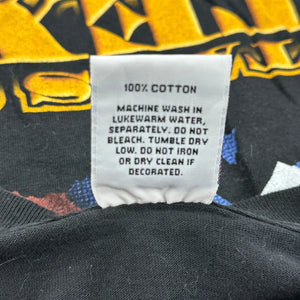 100% COTTON
MACHINE WASH IN
LUKEWARM WATER,
SEPARATELY. DO NOT
BLEACH. TUMBLE DRY
LOW. DO NOT IRON
OR DRY CLEAN IF
DECORATED.